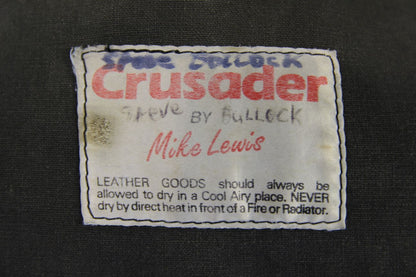 STEVE BULLOCK
Crusader
STEVE BY BULLOCK
Mike Lewis
LEATHER GOODS should always be
allowed to dry in a Cool Airy place. NEVER
dry by direct heat in front of a Fire or Radiator.